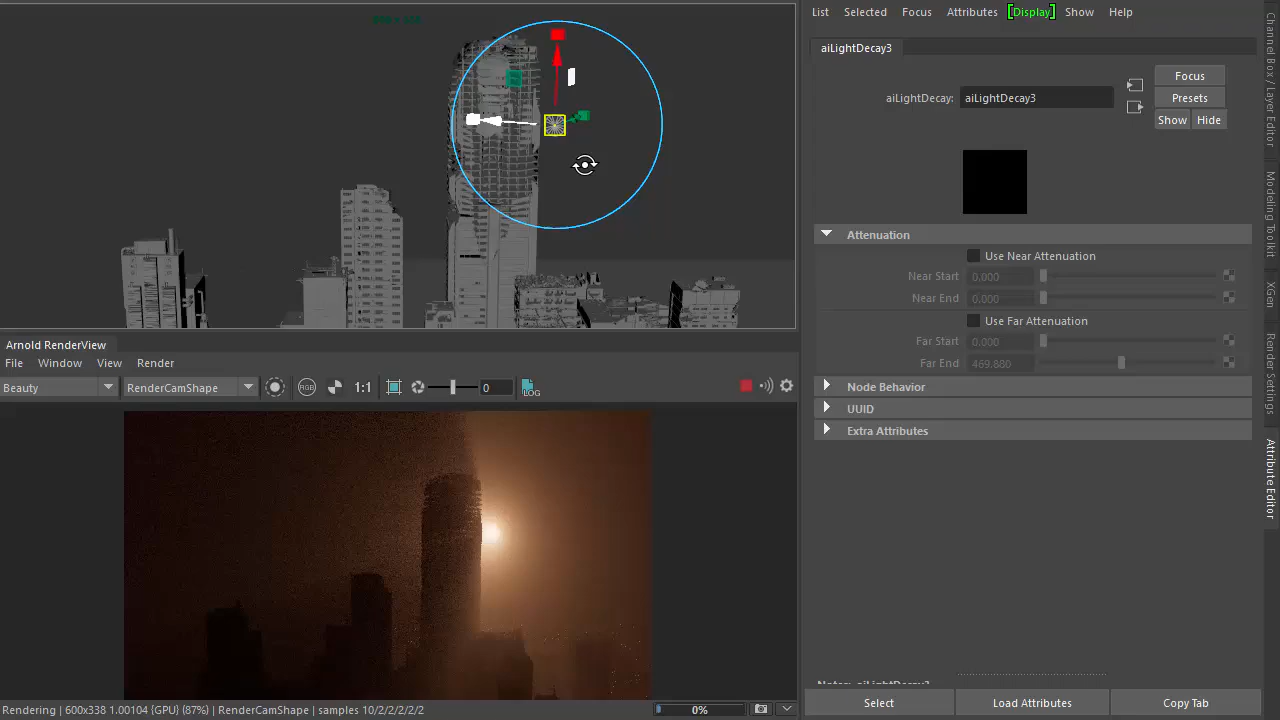 List Selected Focus Attributes [Display] Show Help
aiLightDecay3
Focus
aiLightDecay: aiLightDecay3
Presets
Show Hide
Attenuation
Use Near Attenuation
Near Start 0.000
Near End 0.000
Use Far Attenuation
Far Start 0.000
Far End 469.880
Node Behavior
UUID
Extra Attributes
Select Load Attributes Copy Tab
Channel Box / Layer Editor
Modeling Toolkit
XGen
Render Settings
Attribute Editor
Arnold RenderView
File Window View Render
Beauty RenderCamShape RGB 1:1 0 LOG
Rendering | 600x338 1.00104 {GPU} (87%) | RenderCamShape | samples 10/2/2/2/2/2 0%